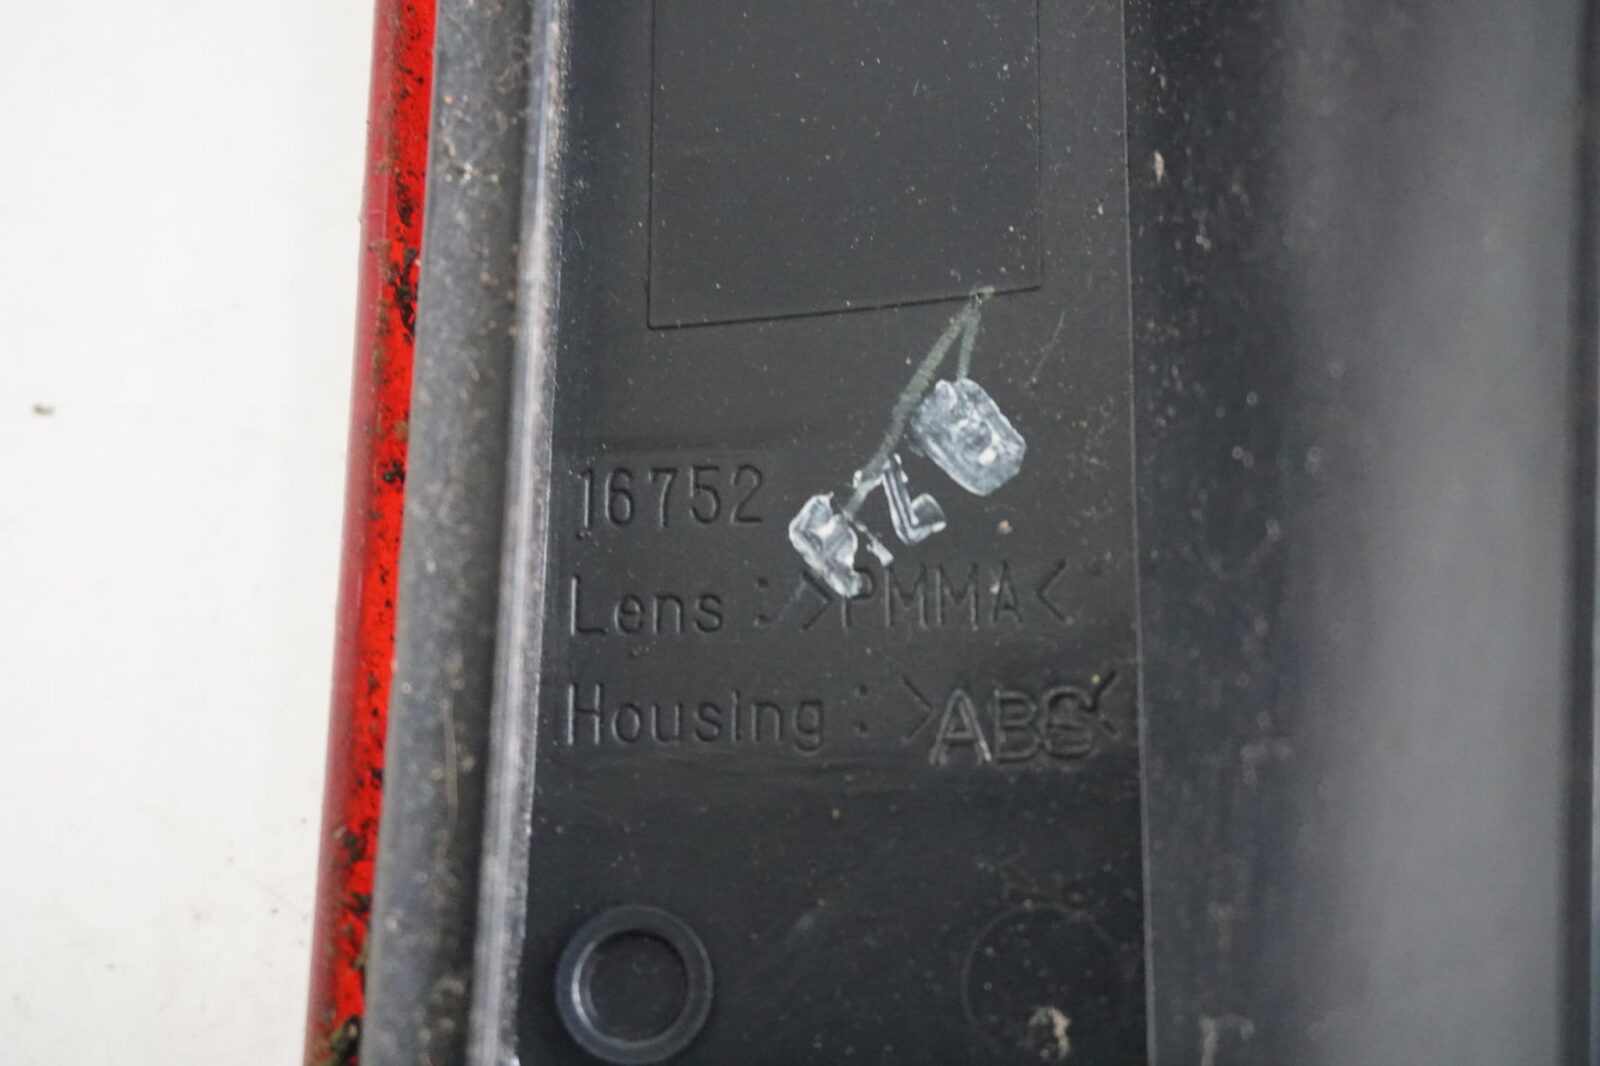 16752
Lens : >PMMA<
Housing : >ABS<